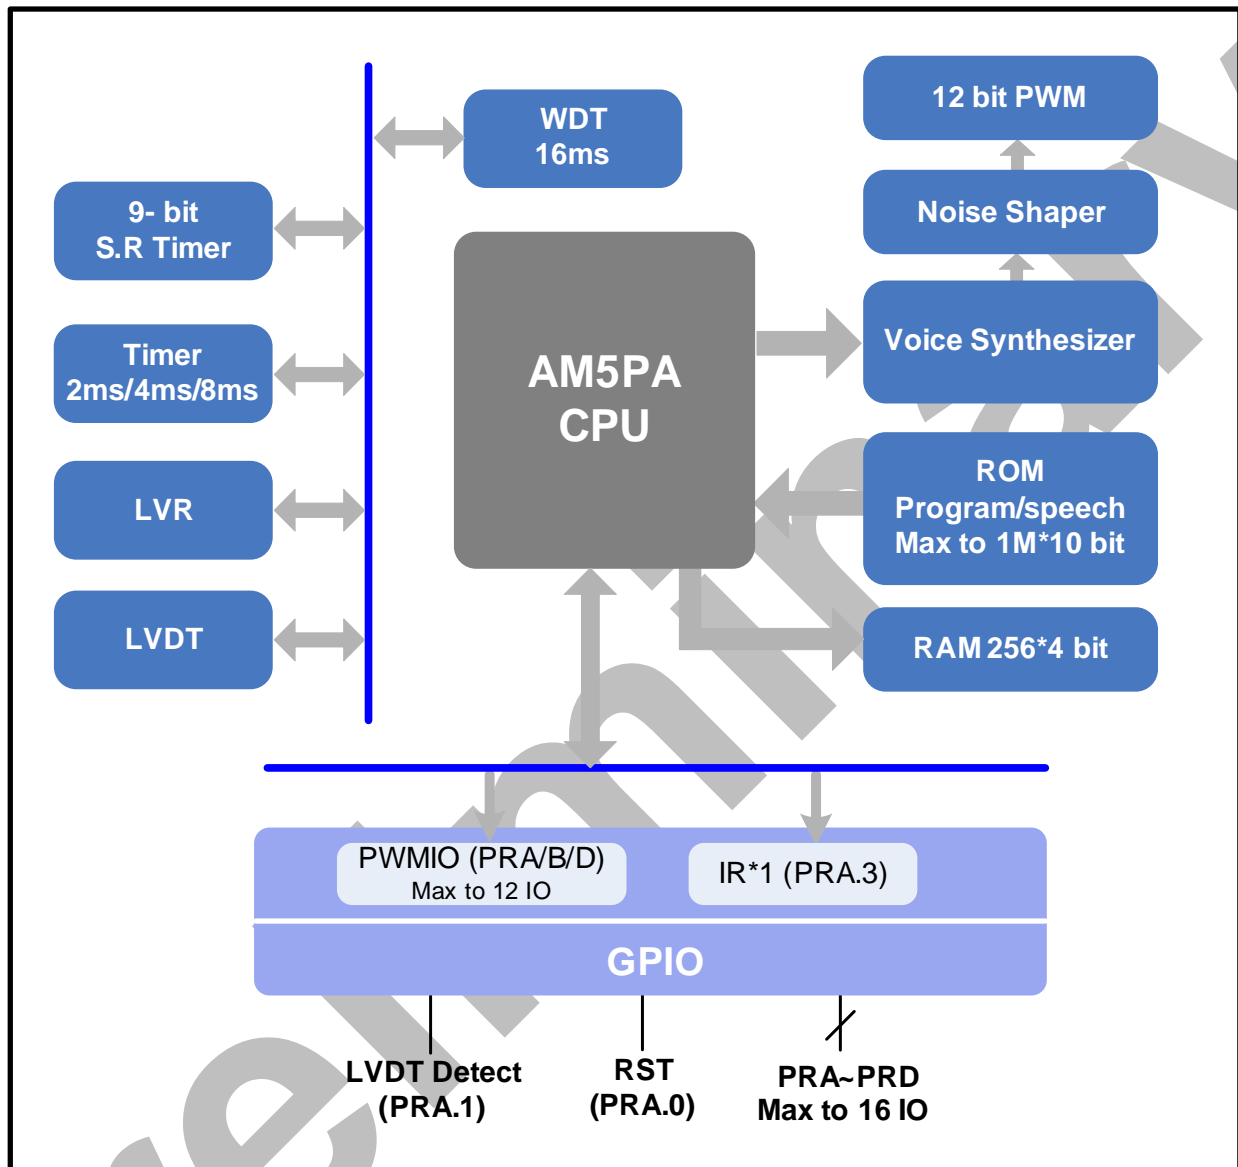 WDT
16ms
12 bit PWM
9- bit
S.R Timer
Noise Shaper
Timer
2ms/4ms/8ms
AM5PA
CPU
Voice Synthesizer
LVR
ROM
Program/speech
Max to 1M*10 bit
LVDT
RAM 256*4 bit
PWMIO (PRA/B/D)
Max to 12 IO
IR*1 (PRA.3)
GPIO
LVDT Detect
(PRA.1)
RST
(PRA.0)
PRA~PRD
Max to 16 IO